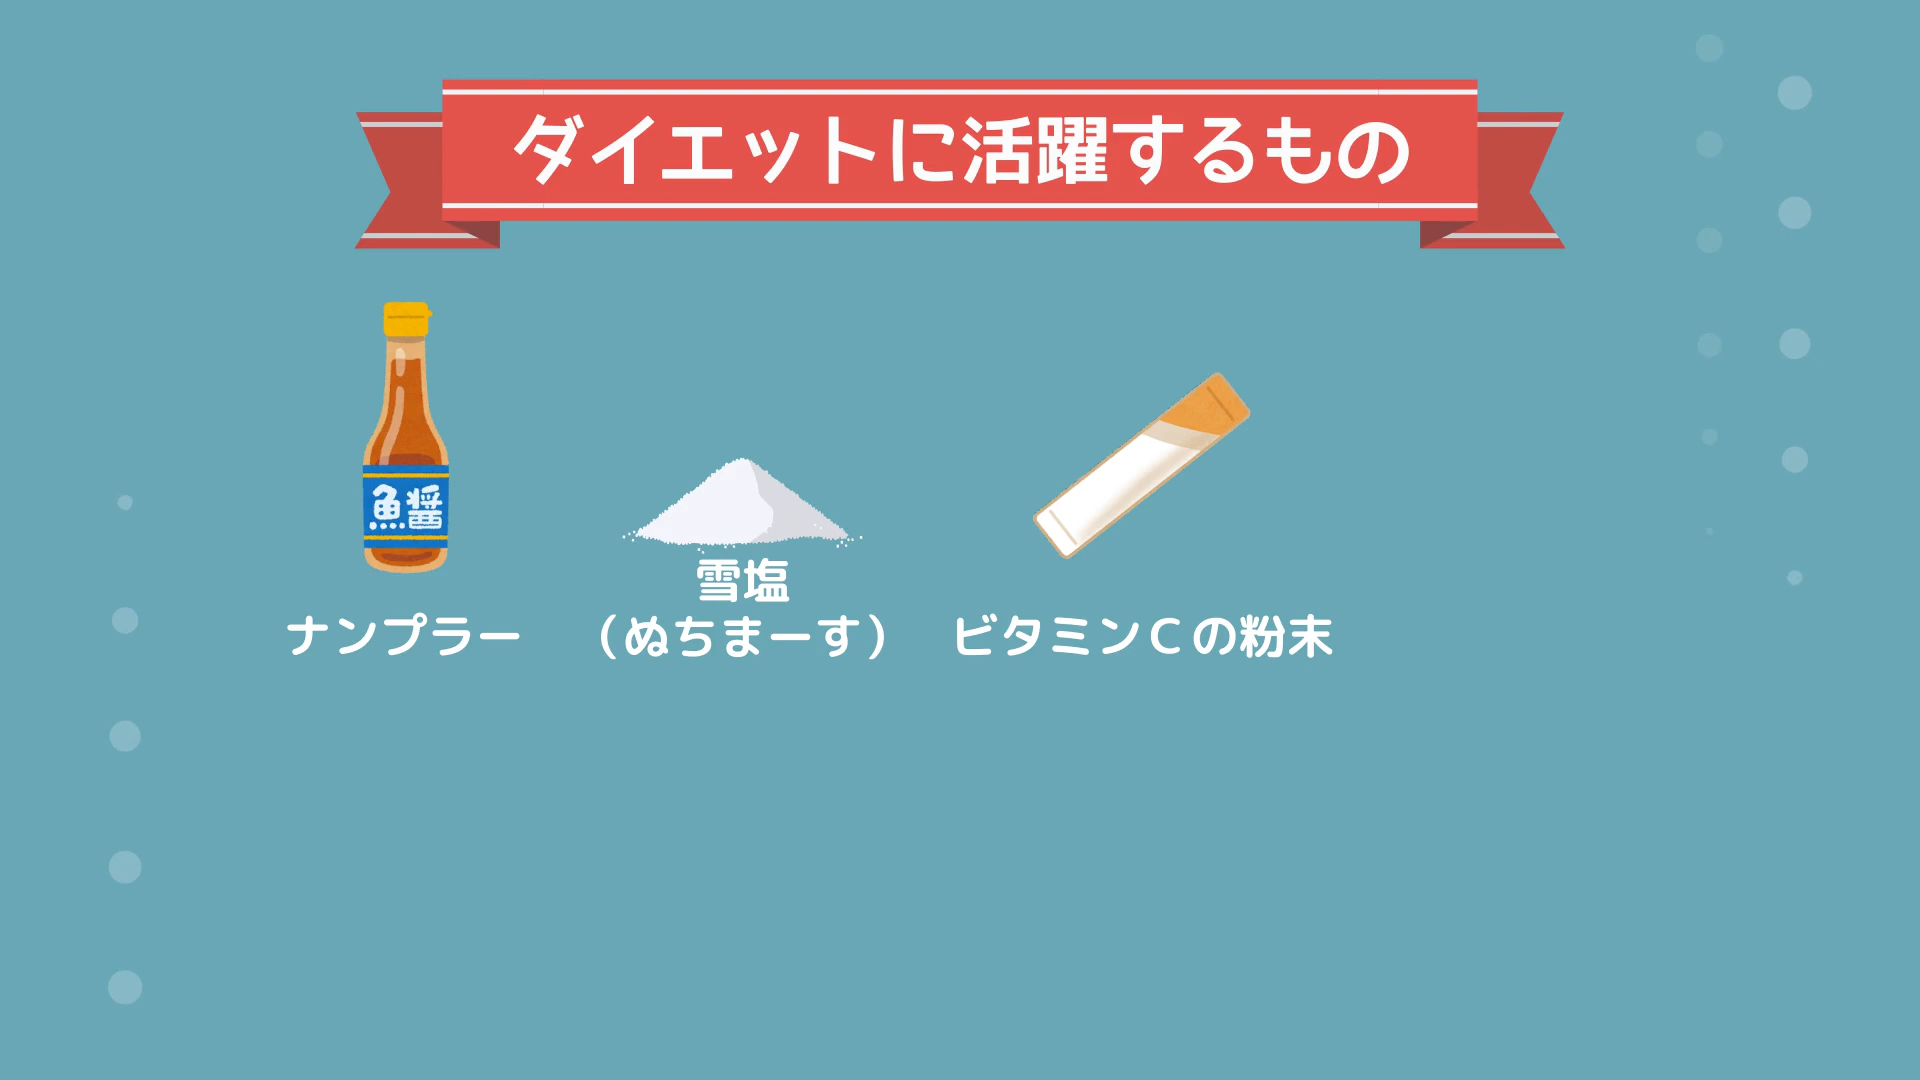 ダイエットに活躍するもの
魚醤
ナンプラー
雪塩
（ぬちまーす）
ビタミンCの粉末